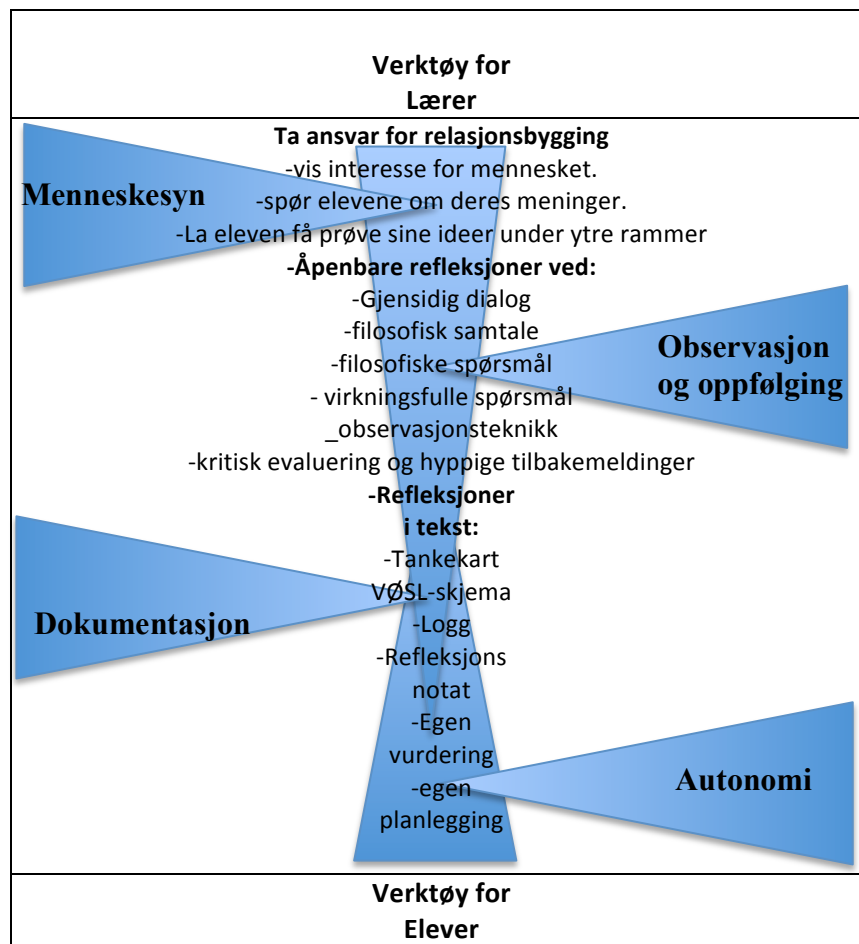 Verktøy for
Lærer
Ta ansvar for relasjonsbygging
-vis interesse for mennesket.
Menneskesyn
-spør elevene om deres meninger.
-La eleven få prøve sine ideer under ytre rammer
-Åpenbare refleksjoner ved:
-Gjensidig dialog
-filosofisk samtale
-filosofiske spørsmål
Observasjon
og oppfølging
- virkningsfulle spørsmål
_observasjonsteknikk
-kritisk evaluering og hyppige tilbakemeldinger
-Refleksjoner
i tekst:
-Tankekart
VØSL-skjema
Dokumentasjon
-Logg
-Refleksjons
notat
-Egen
vurdering
-egen
planlegging
Autonomi
Verktøy for
Elever